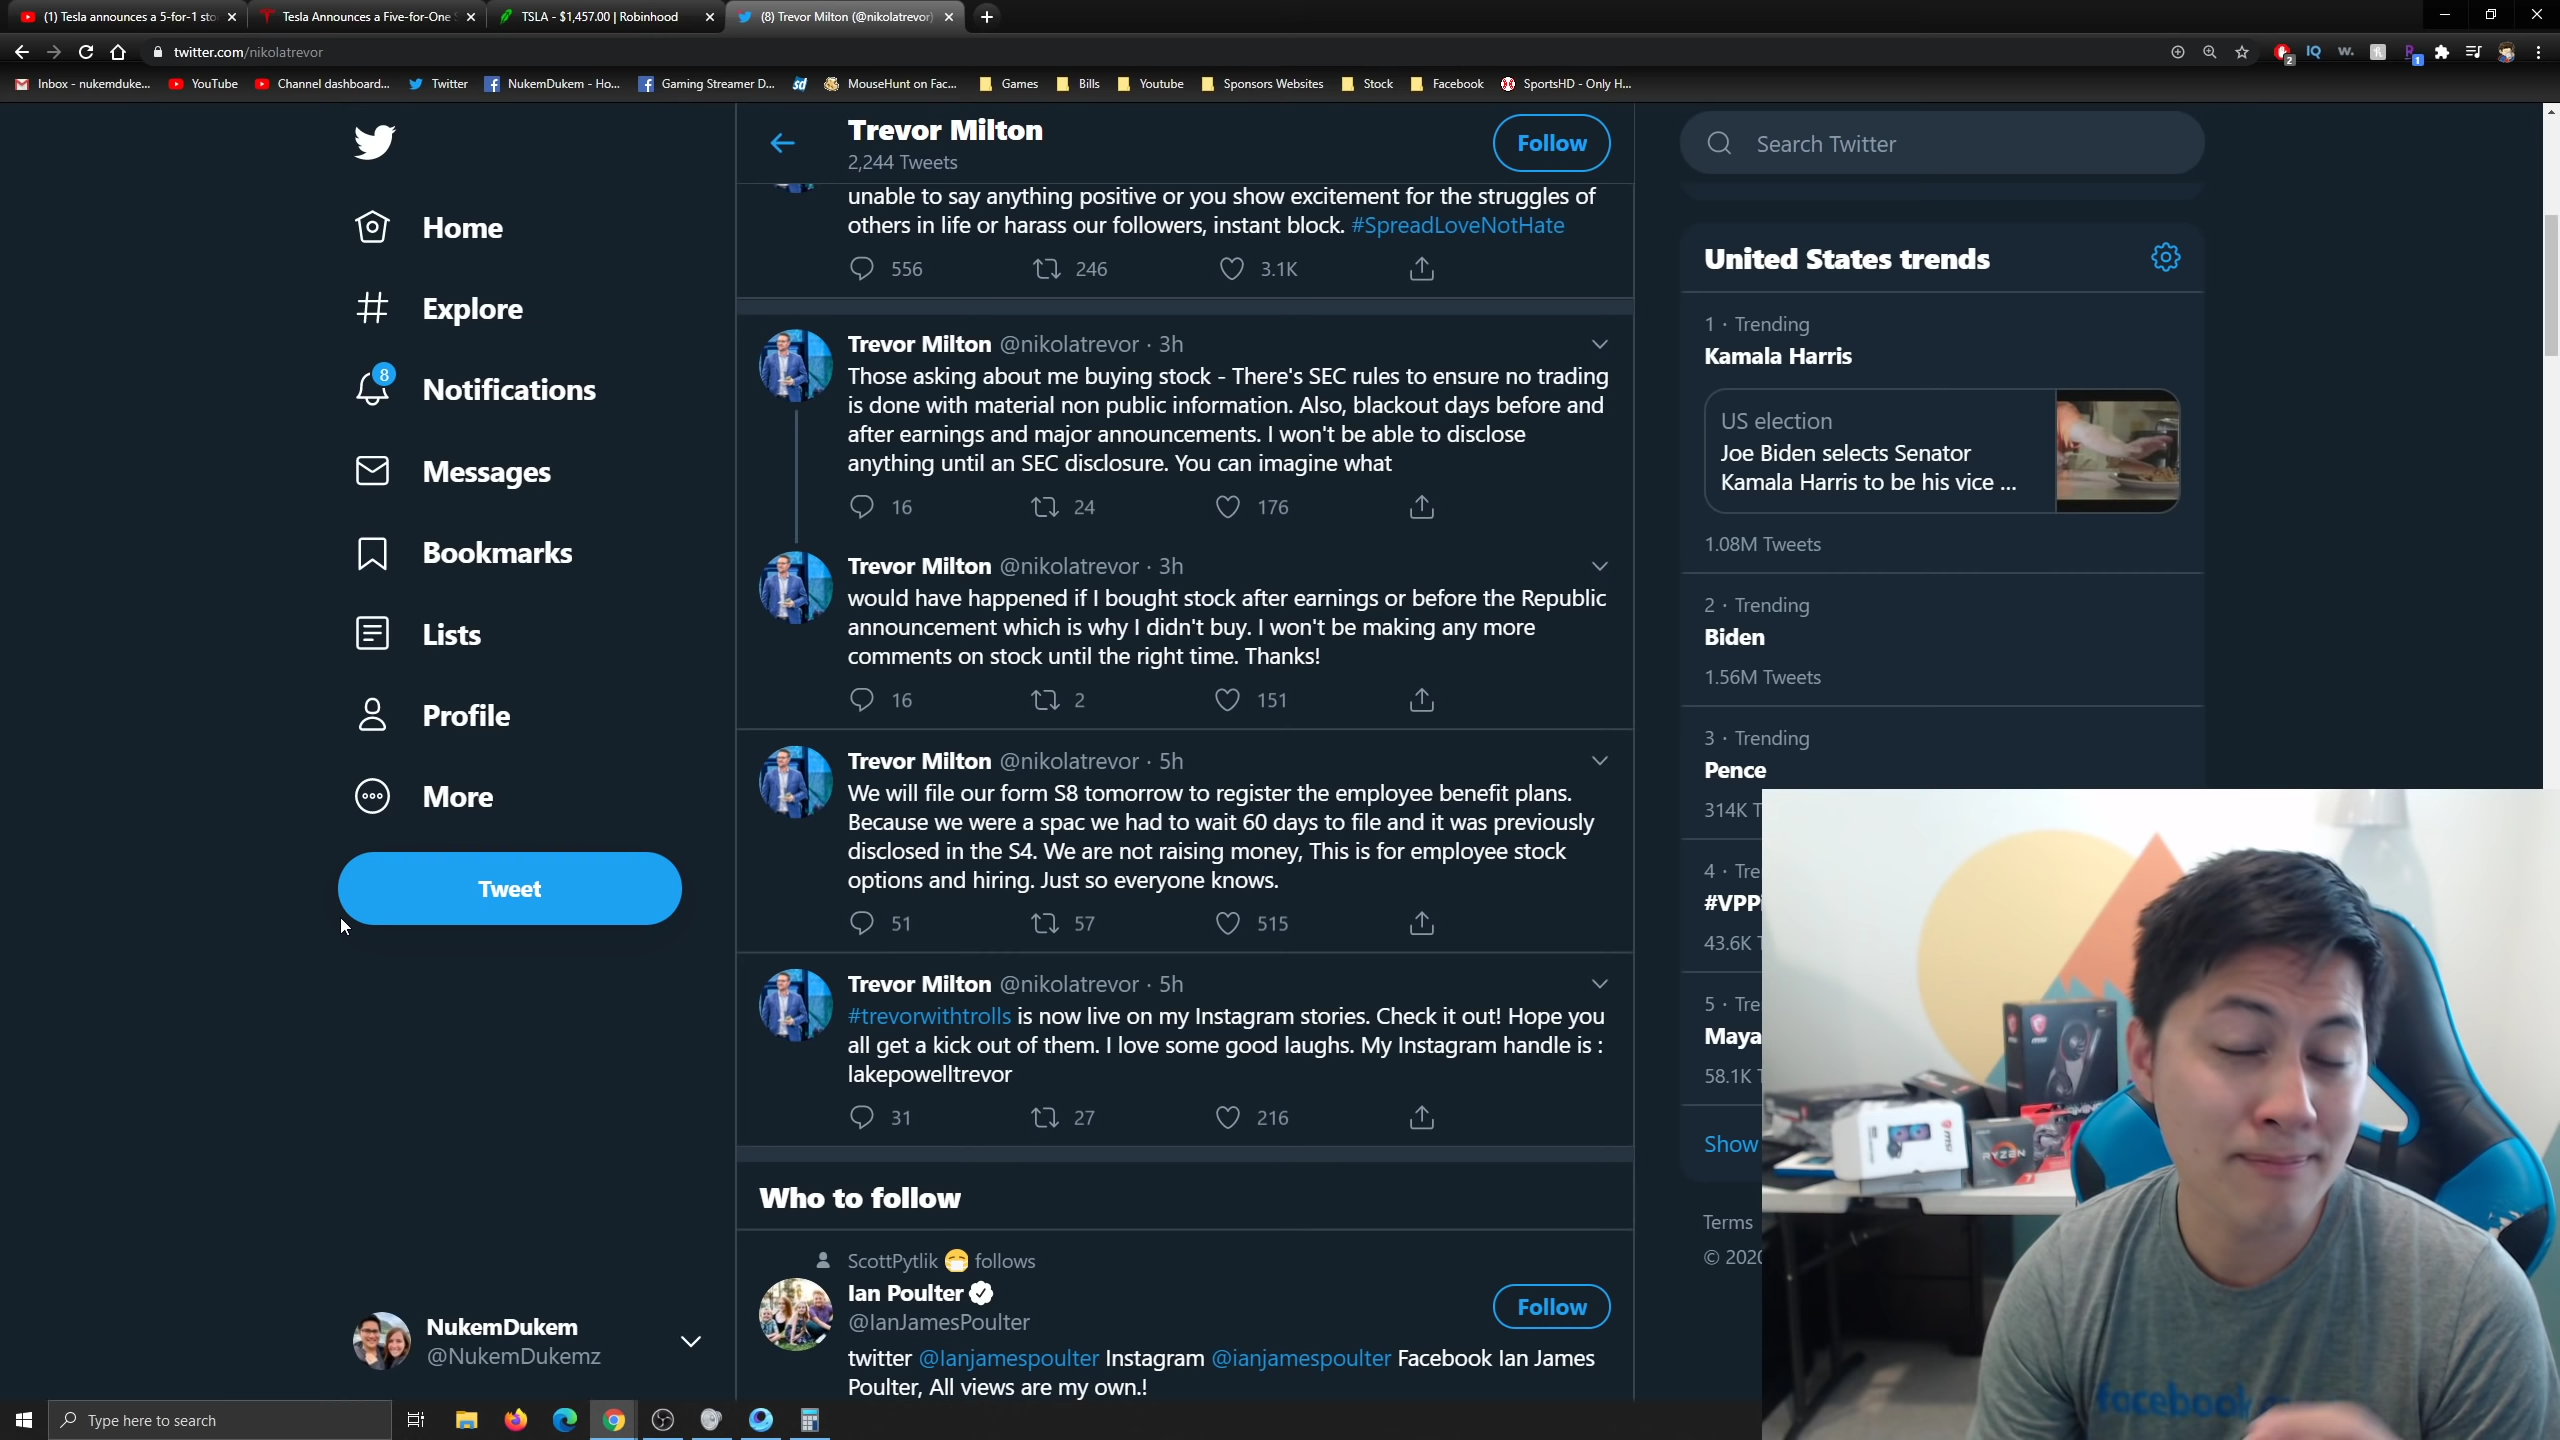 (1) Tesla announces a 5-for-1 sto
Tesla Announces a Five-for-One S
TSLA - $1,457.00 | Robinhood
(8) Trevor Milton (@nikolatrevor)
twitter.com/nikolatrevor
Inbox - nukemduke...
YouTube
Channel dashboard...
Twitter
NukemDukem - Ho...
Gaming Streamer D...
sd
MouseHunt on Fac...
Games
Bills
Youtube
Sponsors Websites
Stock
Facebook
SportsHD - Only H...
Home
Explore
8
Notifications
Messages
Bookmarks
Lists
Profile
More
Tweet
NukemDukem
@NukemDukemz
Trevor Milton
2,244 Tweets
Follow
unable to say anything positive or you show excitement for the struggles of
others in life or harass our followers, instant block. #SpreadLoveNotHate
556 246 3.1K
Trevor Milton @nikolatrevor · 3h
Those asking about me buying stock - There's SEC rules to ensure no trading
is done with material non public information. Also, blackout days before and
after earnings and major announcements. I won't be able to disclose
anything until an SEC disclosure. You can imagine what
16 24 176
Trevor Milton @nikolatrevor · 3h
would have happened if I bought stock after earnings or before the Republic
announcement which is why I didn't buy. I won't be making any more
comments on stock until the right time. Thanks!
16 2 151
Trevor Milton @nikolatrevor · 5h
We will file our form S8 tomorrow to register the employee benefit plans.
Because we were a spac we had to wait 60 days to file and it was previously
disclosed in the S4. We are not raising money, This is for employee stock
options and hiring. Just so everyone knows.
51 57 515
Trevor Milton @nikolatrevor · 5h
#trevorwithtrolls is now live on my Instagram stories. Check it out! Hope you
all get a kick out of them. I love some good laughs. My Instagram handle is :
lakepowelltrevor
31 27 216
Who to follow
ScottPytlik 😷 follows
Ian Poulter
@IanJamesPoulter
Follow
twitter @Ianjamespoulter Instagram @ianjamespoulter Facebook Ian James
Poulter, All views are my own.!
Search Twitter
United States trends
1 · Trending
Kamala Harris
US election
Joe Biden selects Senator
Kamala Harris to be his vice ...
1.08M Tweets
2 · Trending
Biden
1.56M Tweets
3 · Trending
Pence
314K T
4 · Tre
#VPP
43.6K T
5 · Tre
Maya
58.1K T
Show
Terms
© 2020
RYZEN
msi
facebook
Type here to search